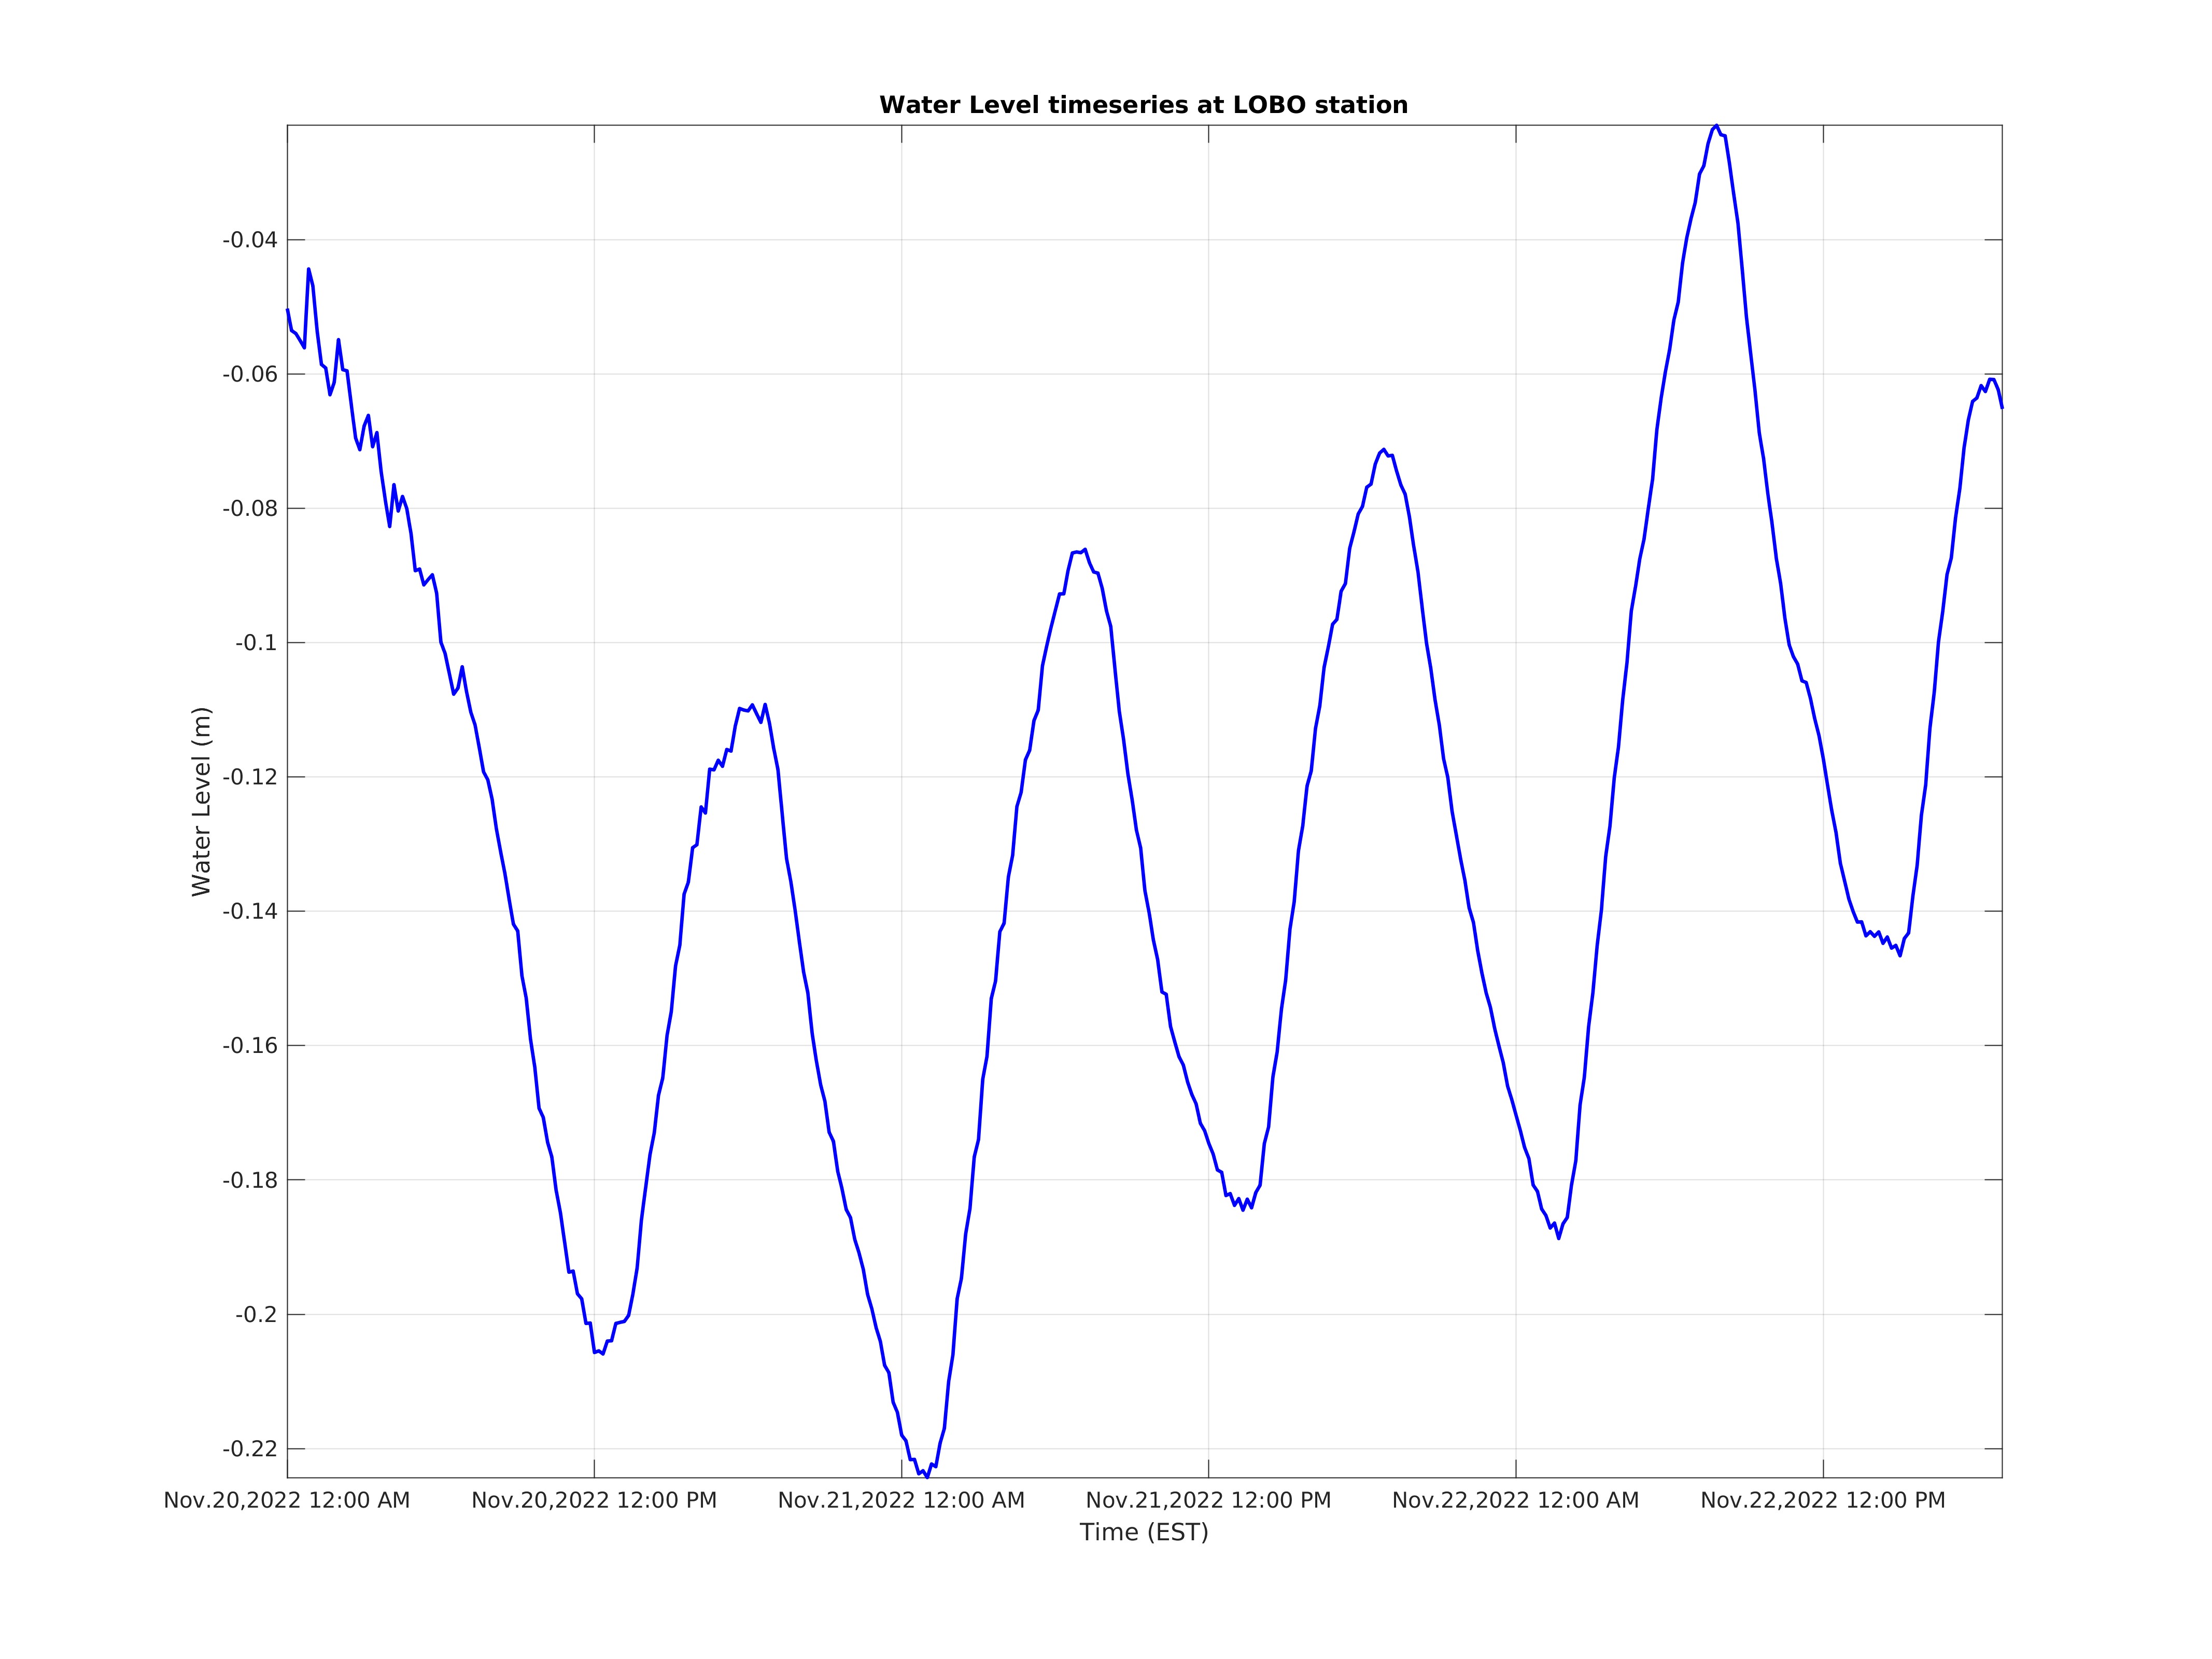 Water Level timeseries at LOBO station
Water Level (m)
-0.04
-0.06
-0.08
-0.1
-0.12
-0.14
-0.16
-0.18
-0.2
-0.22
Nov.20,2022 12:00 AM
Nov.20,2022 12:00 PM
Nov.21,2022 12:00 AM
Nov.21,2022 12:00 PM
Nov.22,2022 12:00 AM
Nov.22,2022 12:00 PM
Time (EST)